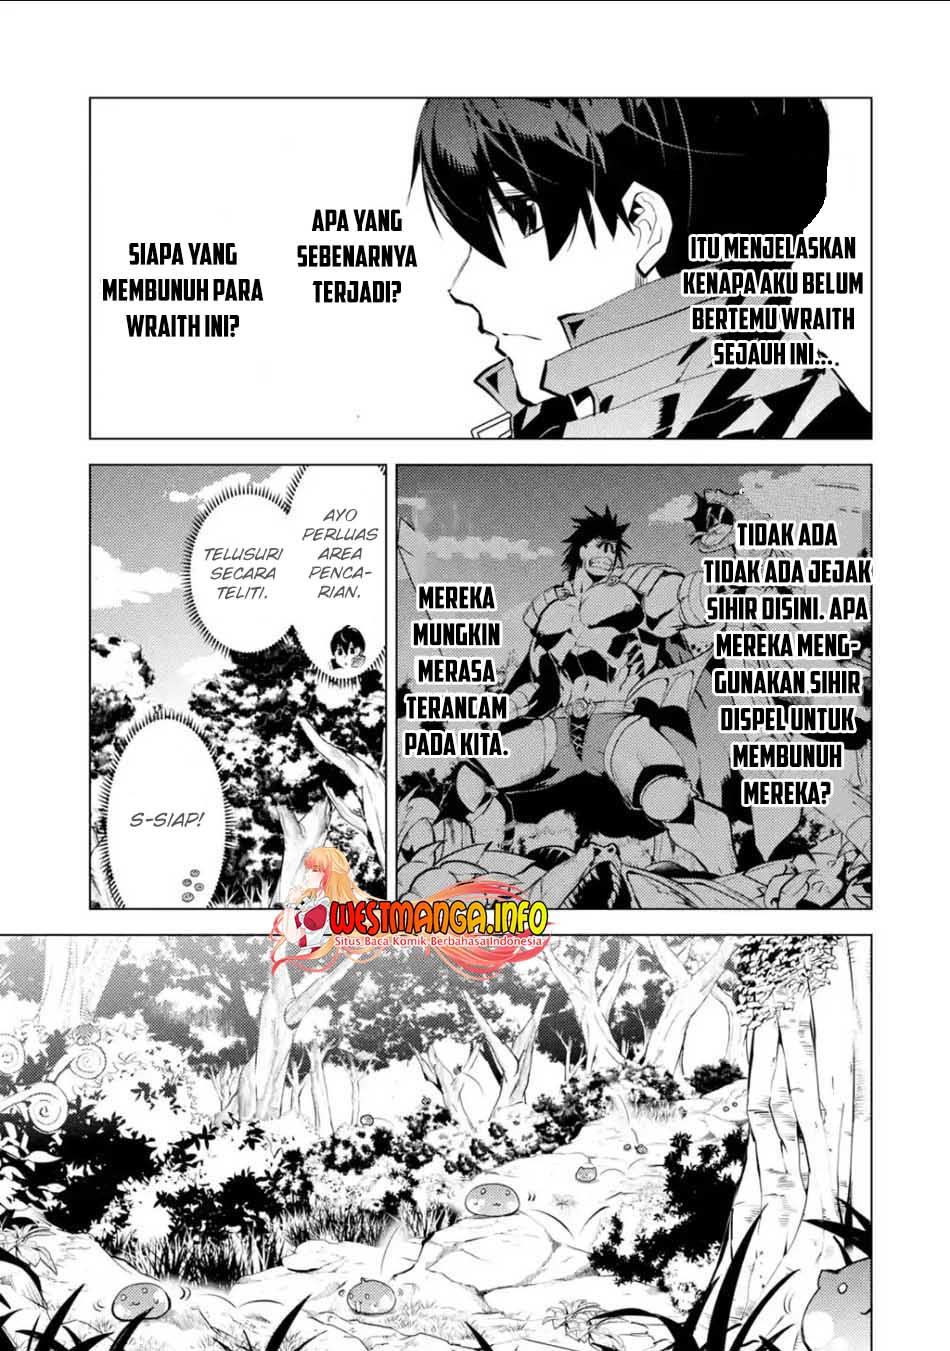 ITU MENJELASKAN
KENAPA AKU BELUM
BERTEMU WRAITH
SEJAUH INI...
APA YANG
SEBENARNYA
TERJADI?
SIAPA YANG
MEMBUNUH PARA
WRAITH INI?
TIDAK ADA
TIDAK ADA JEJAK
SIHIR DISINI. APA
MEREKA MENG-
GUNAKAN SIHIR
DISPEL UNTUK
MEMBUNUH
MEREKA?
MEREKA
MUNGKIN
MERASA
TERANCAM
PADA KITA.
AYO
PERLUAS
AREA
PENCA-
RIAN.
TELUSURI
SECARA
TELITI.
S-SIAP!
WESTMANGA.INFO
Situs Baca Komik Berbahasa Indonesia